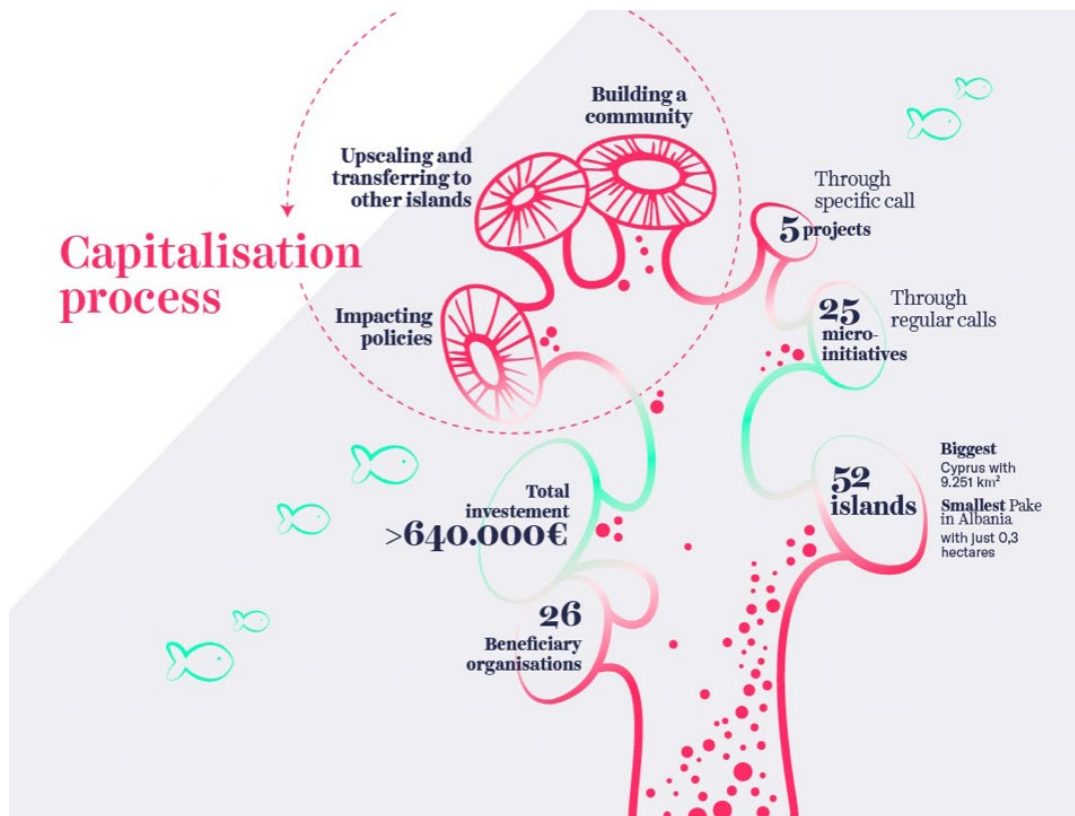 Building a
community
Upscaling and
transferring to
other islands
Capitalisation
process
Impacting
policies
Through
specific call
5 projects
25
micro-
initiatives
Through
regular calls
Total
investement
>640.000€
52
islands
Biggest
Cyprus with
9.251 km²
Smallest Pake
in Albania
with just 0,3
hectares
26
Beneficiary
organisations